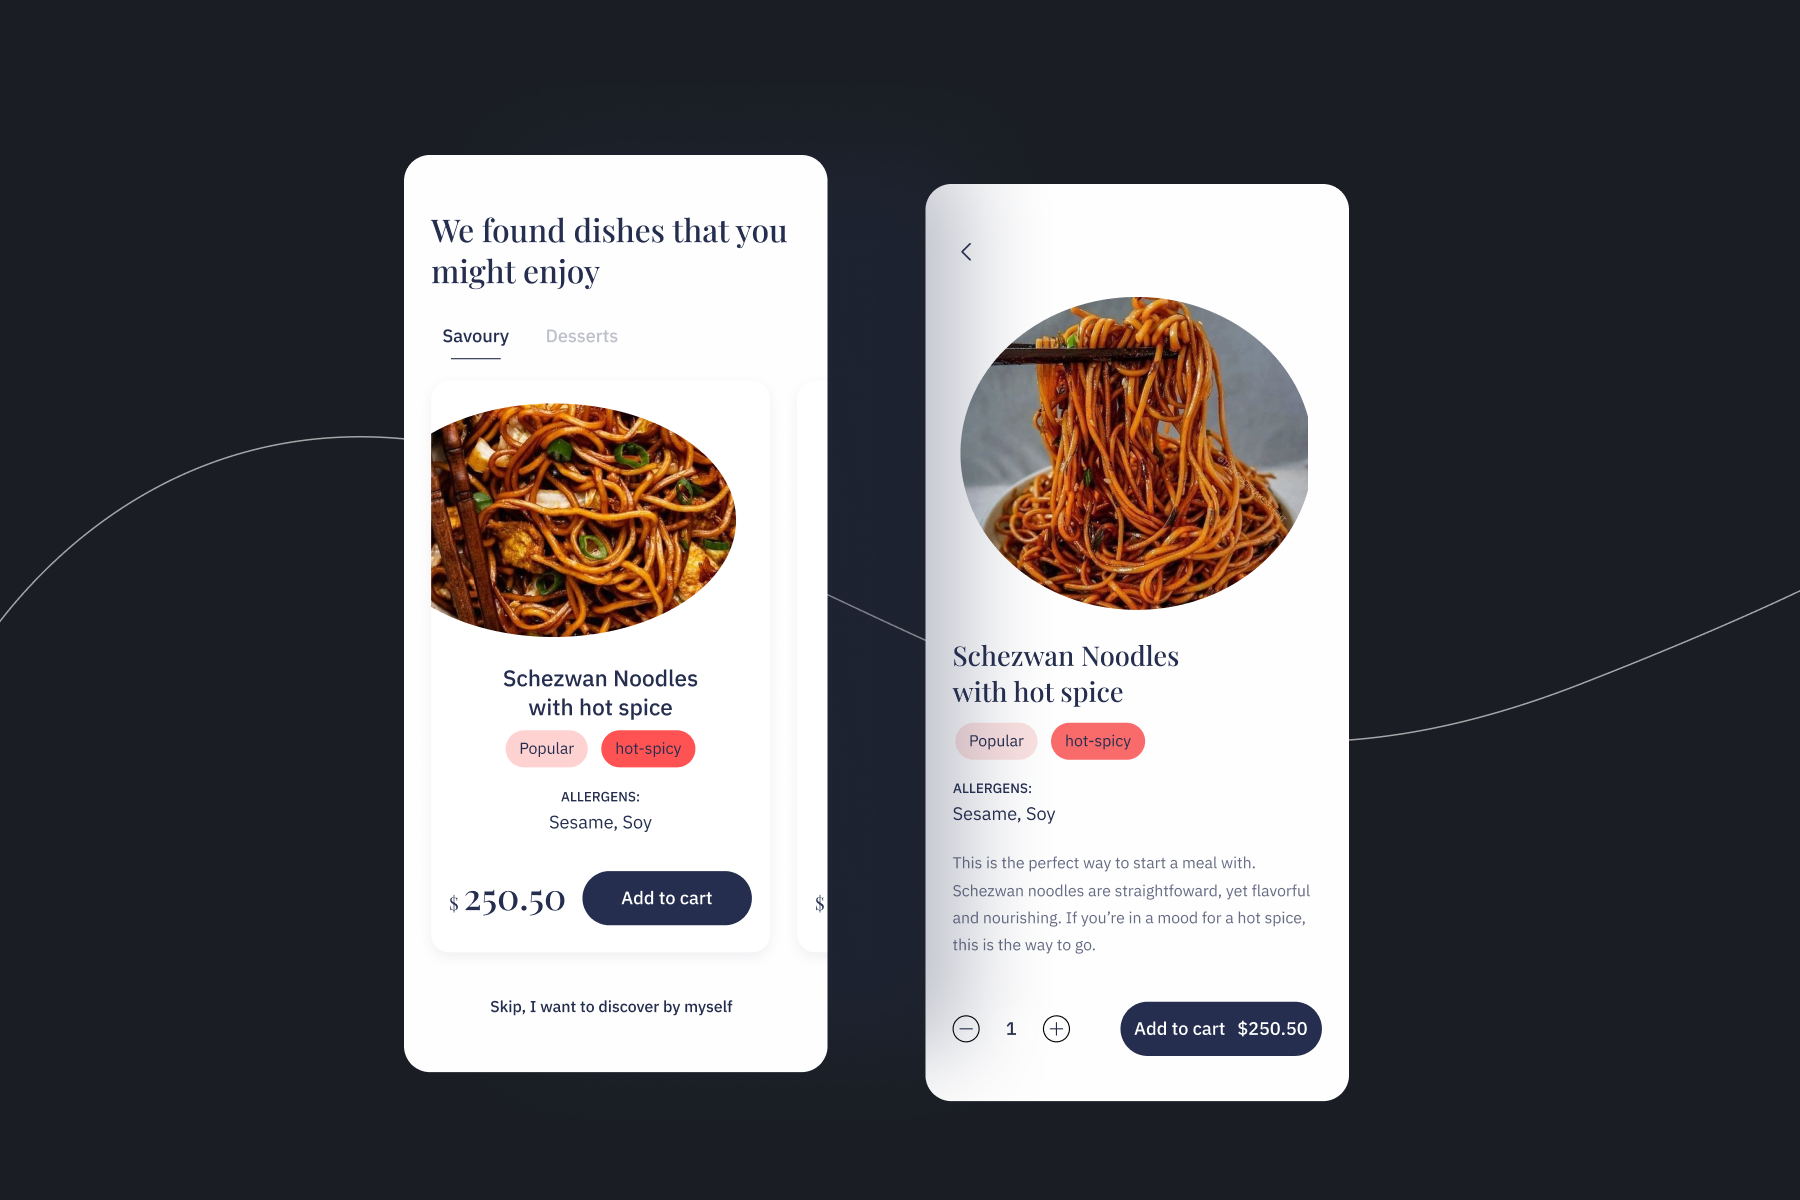 We found dishes that you
might enjoy
Savoury Desserts
Schezwan Noodles
with hot spice
Popular hot-spicy
ALLERGENS:
Sesame, Soy
$ 250.50 Add to cart
$
Skip, I want to discover by myself
Schezwan Noodles
with hot spice
Popular hot-spicy
ALLERGENS:
Sesame, Soy
This is the perfect way to start a meal with.
Schezwan noodles are straightfoward, yet flavorful
and nourishing. If you’re in a mood for a hot spice,
this is the way to go.
1 Add to cart $250.50